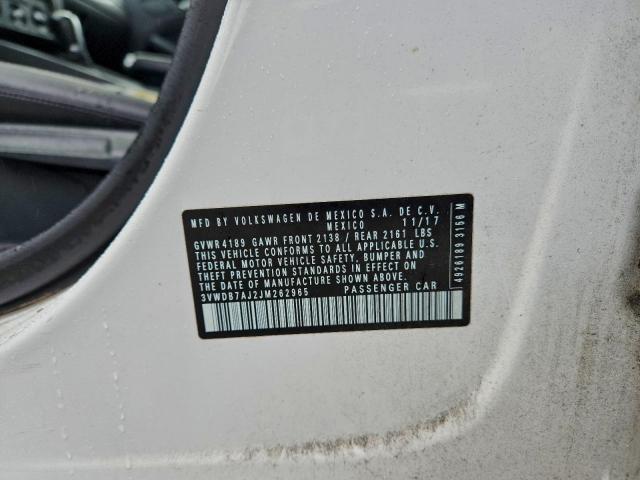 MFD BY VOLKSWAGEN DE MEXICO S.A. DE C.V.
MEXICO 11/17
GVWR 4189 GAWR FRONT 2138 / REAR 2161 LBS
THIS VEHICLE CONFORMS TO ALL APPLICABLE U.S.
FEDERAL MOTOR VEHICLE SAFETY, BUMPER AND
THEFT PREVENTION STANDARDS IN EFFECT ON
THE DATE OF MANUFACTURE SHOWN ABOVE.
3VWDB7AJ2JM262965 PASSENGER CAR
4926189 3156 M